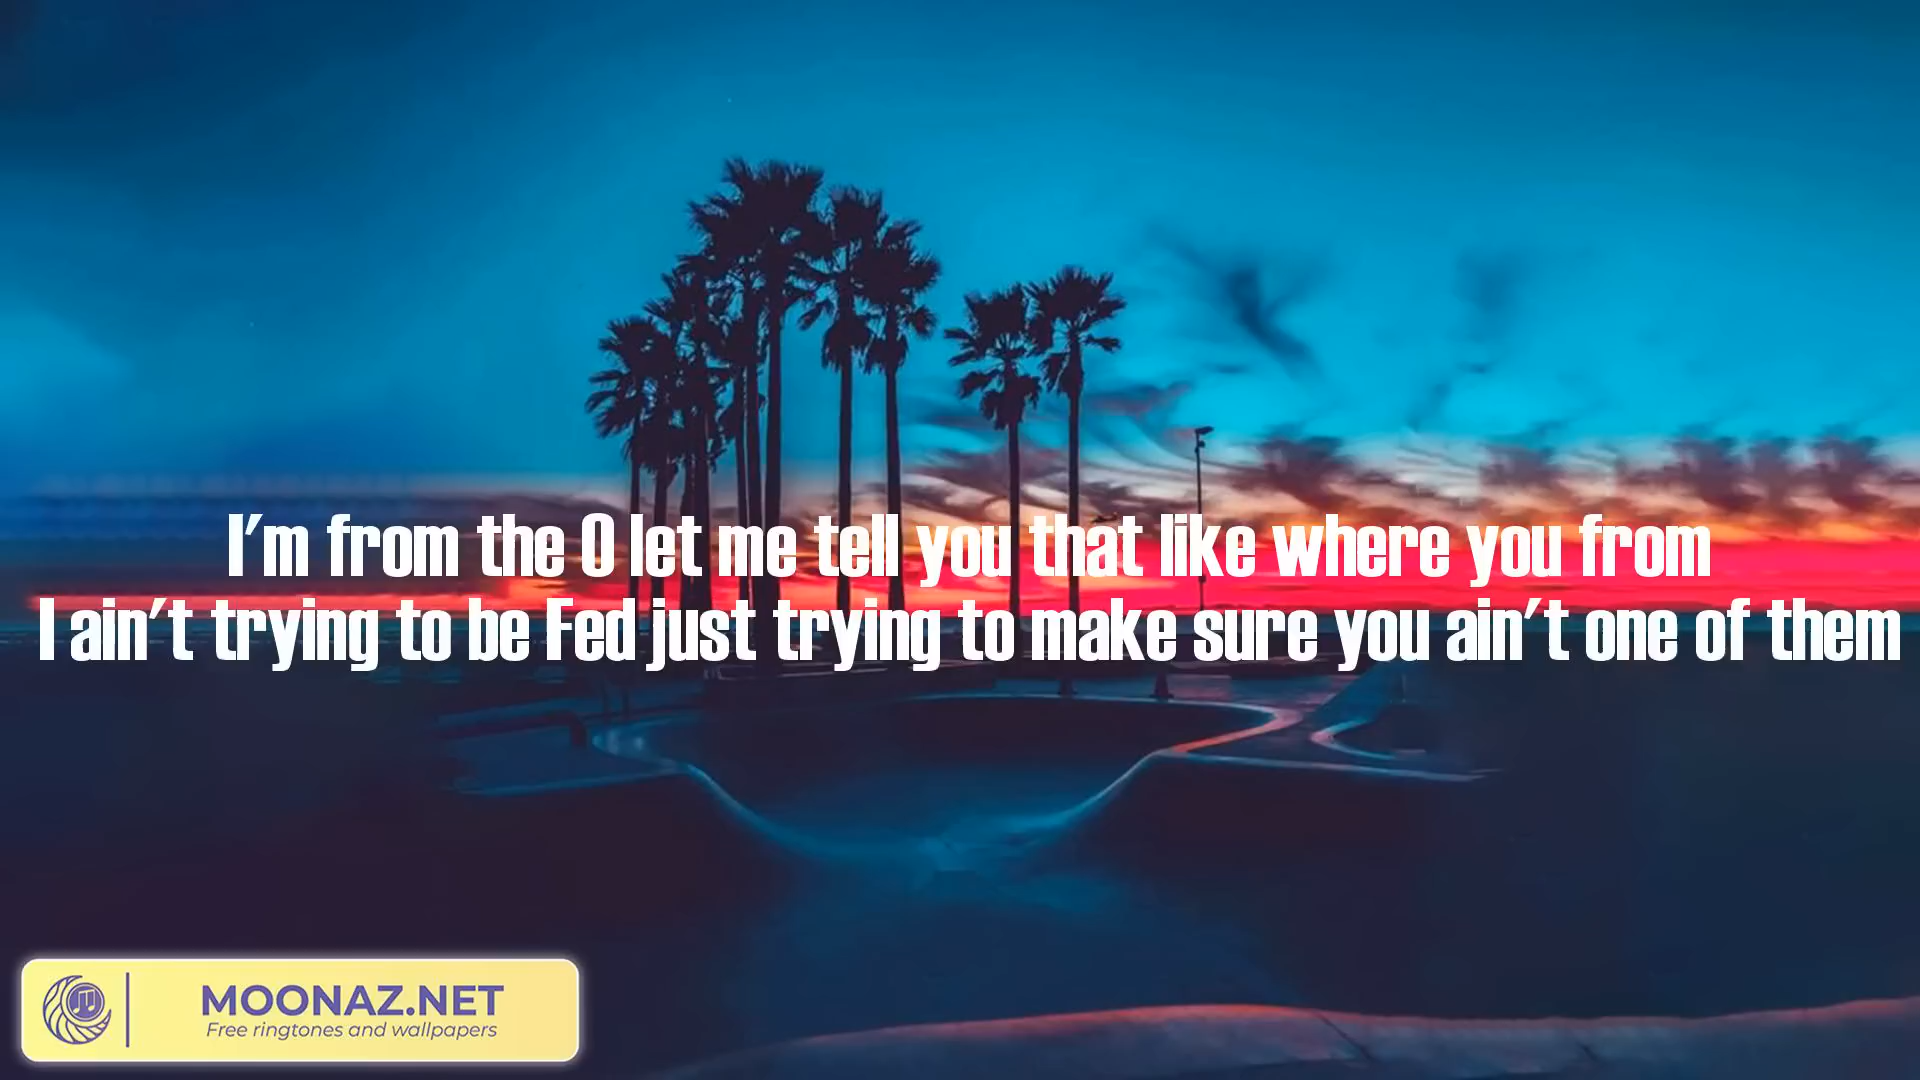 I'm from the O let me tell you that like where you from
I ain't trying to be Fed just trying to make sure you ain't one of them
MOONAZ.NET
Free ringtones and wallpapers